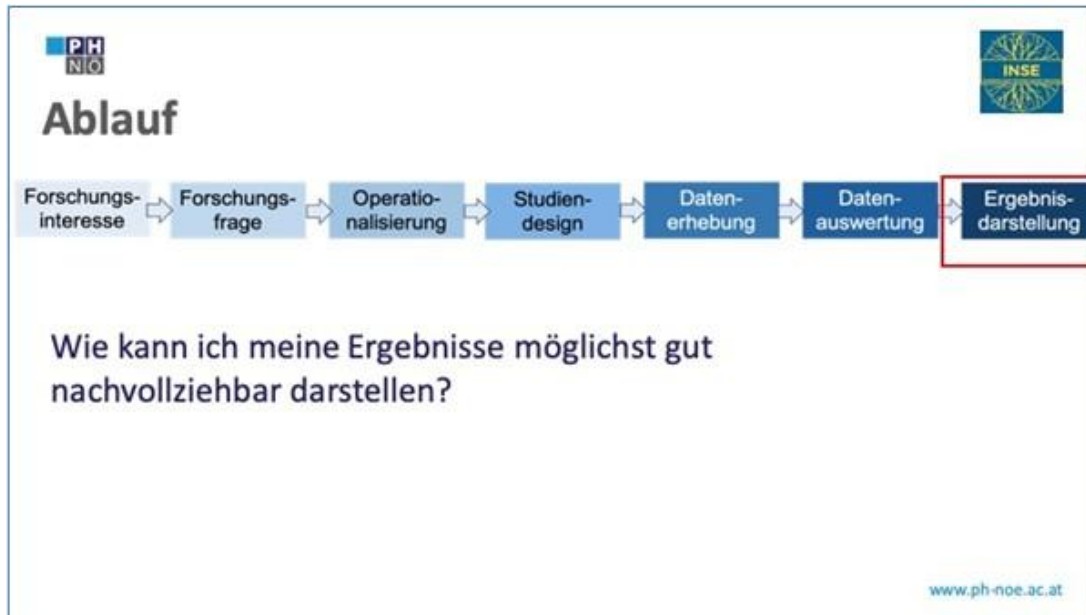 PH
NÖ
INSE
Ablauf
Forschungs-
interesse
Forschungs-
frage
Operatio-
nalisierung
Studien-
design
Daten-
erhebung
Daten-
auswertung
Ergebnis-
darstellung
Wie kann ich meine Ergebnisse möglichst gut
nachvollziehbar darstellen?
www.ph-noe.ac.at